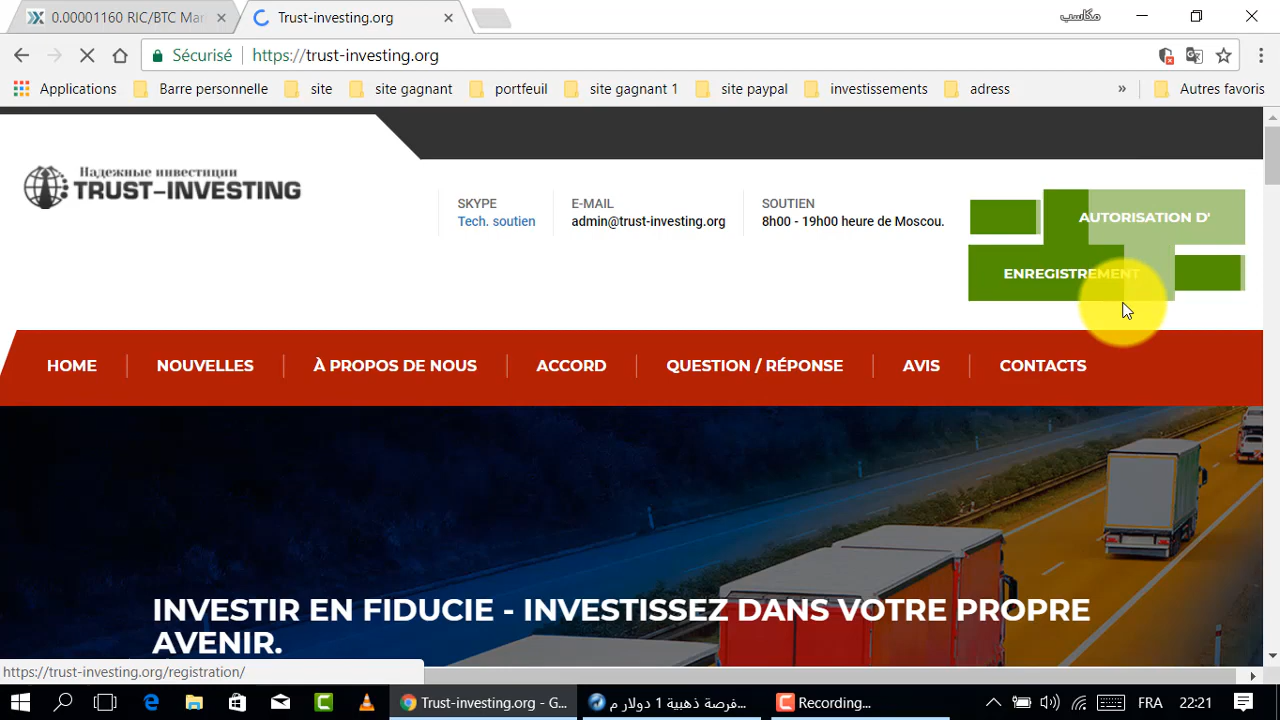 0.00001160 RIC/BTC Mar
Trust-investing.org
مكاسب
Sécurisé
https://trust-investing.org
Applications
Barre personnelle
site
site gagnant
portfeuil
site gagnant 1
site paypal
investissements
adress
»
Autres favoris
Надежные инвестиции
TRUST-INVESTING
SKYPE
Tech. soutien
E-MAIL
admin@trust-investing.org
SOUTIEN
8h00 - 19h00 heure de Moscou.
AUTORISATION D'
ENREGISTREMENT
HOME
NOUVELLES
À PROPOS DE NOUS
ACCORD
QUESTION / RÉPONSE
AVIS
CONTACTS
INVESTIR EN FIDUCIE - INVESTISSEZ DANS VOTRE PROPRE
AVENIR.
https://trust-investing.org/registration/
Trust-investing.org - G...
فرصة ذهبية 1 دولار م...
Recording...
FRA
22:21